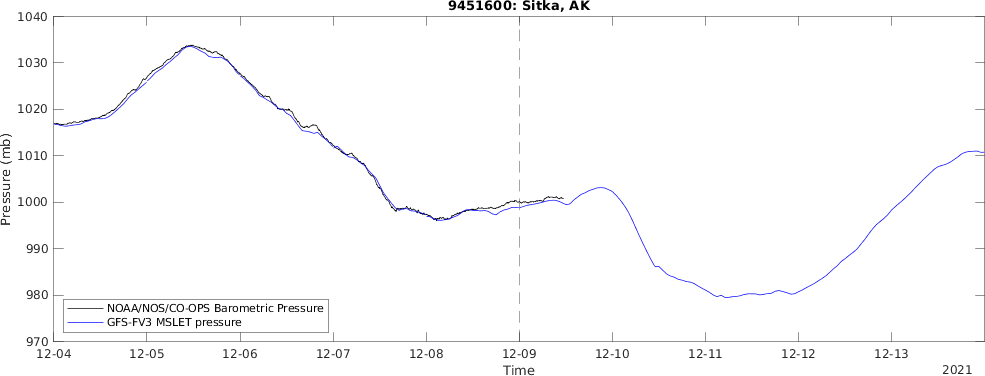 9451600: Sitka, AK
Pressure (mb)
1040
1030
1020
1010
1000
990
980
970
NOAA/NOS/CO-OPS Barometric Pressure
GFS-FV3 MSLET pressure
12-04 12-05 12-06 12-07 12-08 12-09 12-10 12-11 12-12 12-13
Time
2021